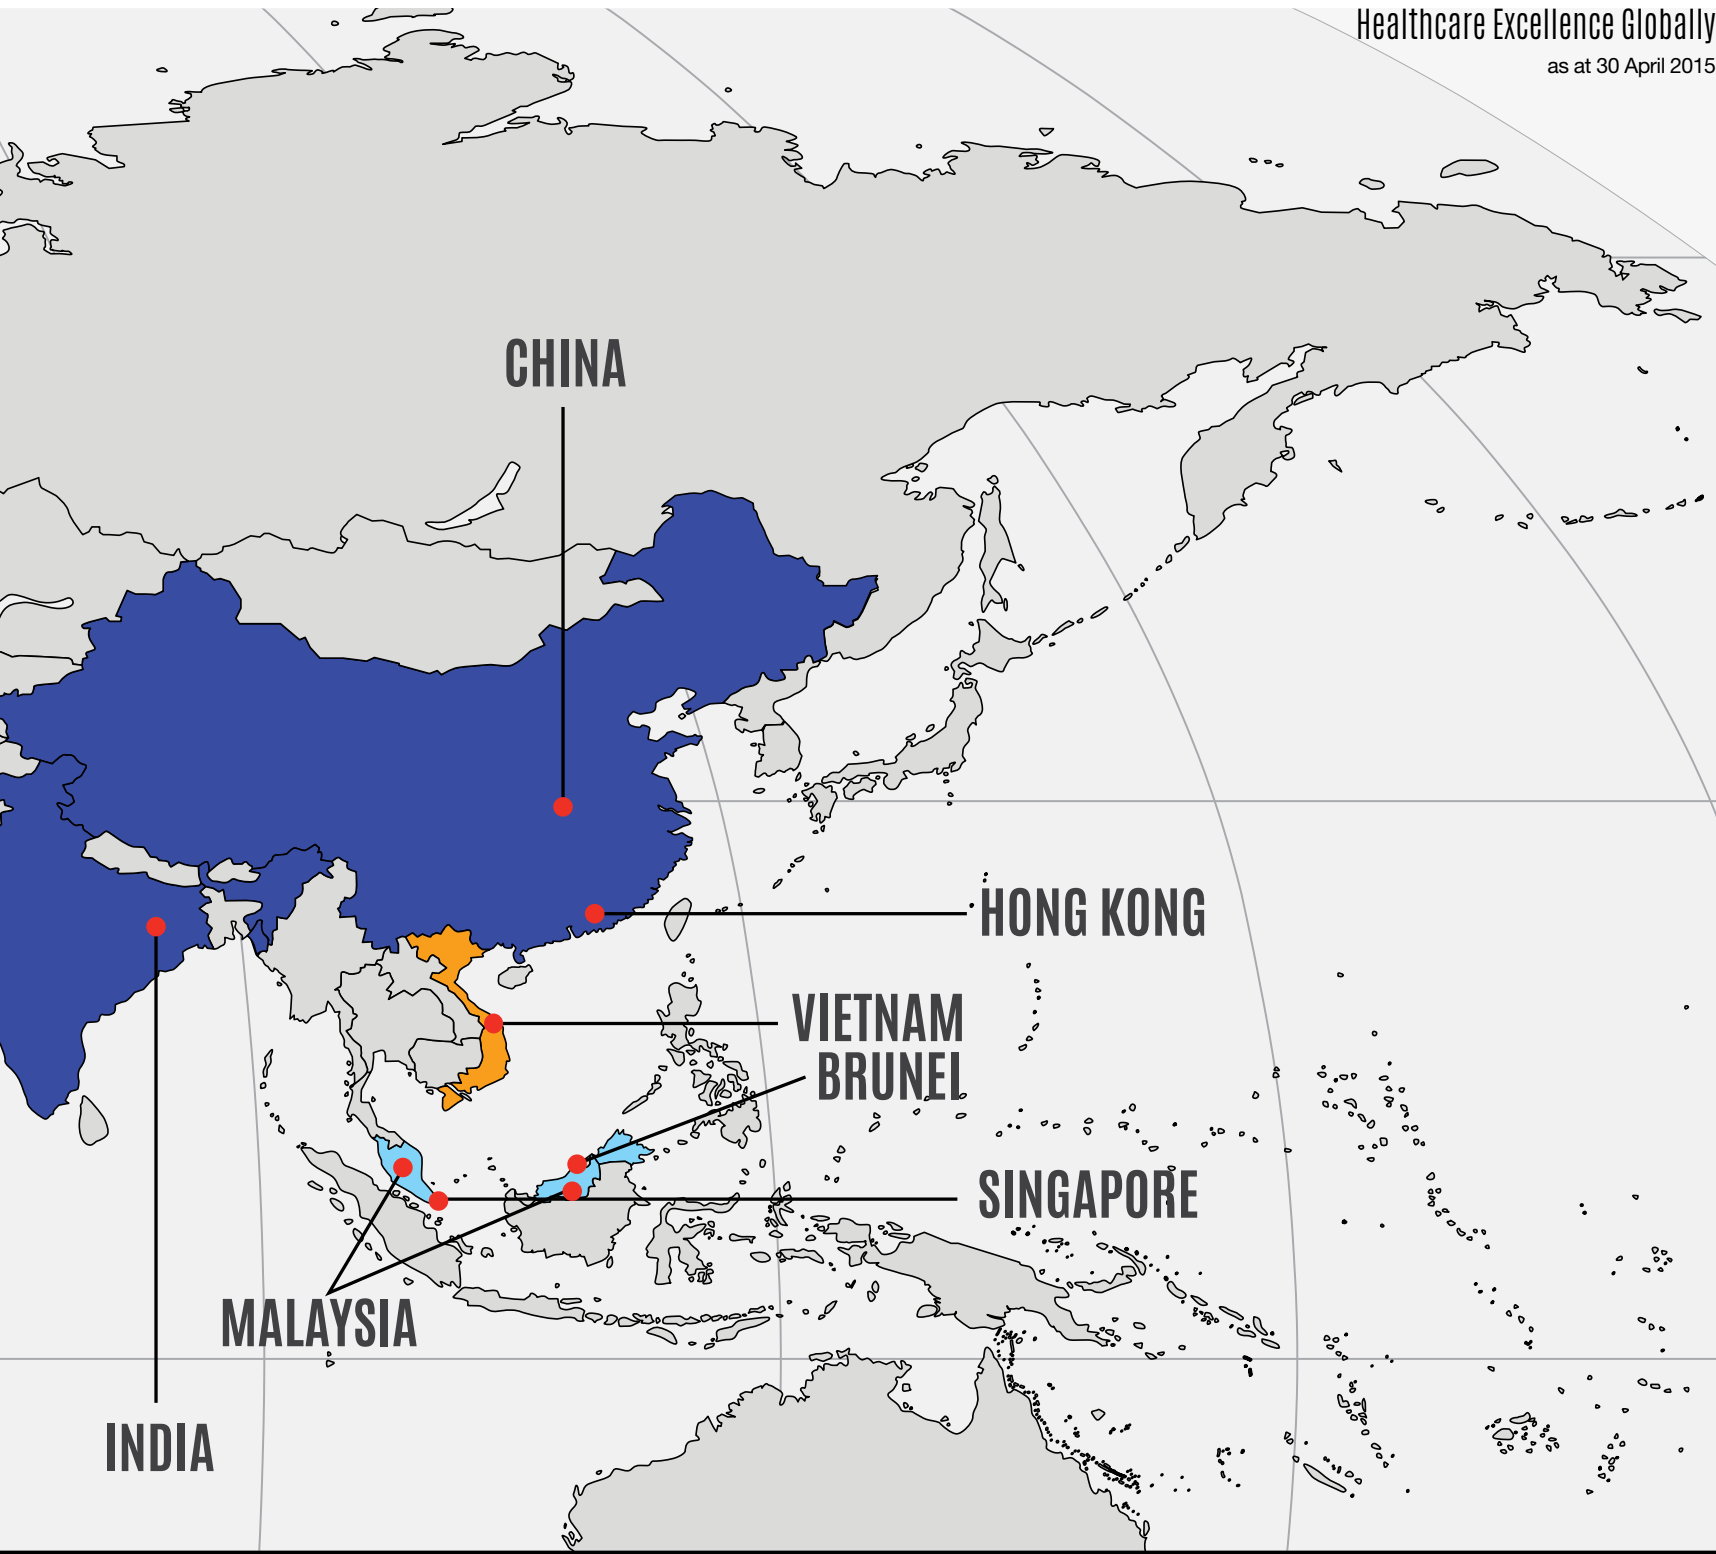 Healthcare Excellence Globally
as at 30 April 2015
CHINA
HONG KONG
VIETNAM
BRUNEI
SINGAPORE
MALAYSIA
INDIA